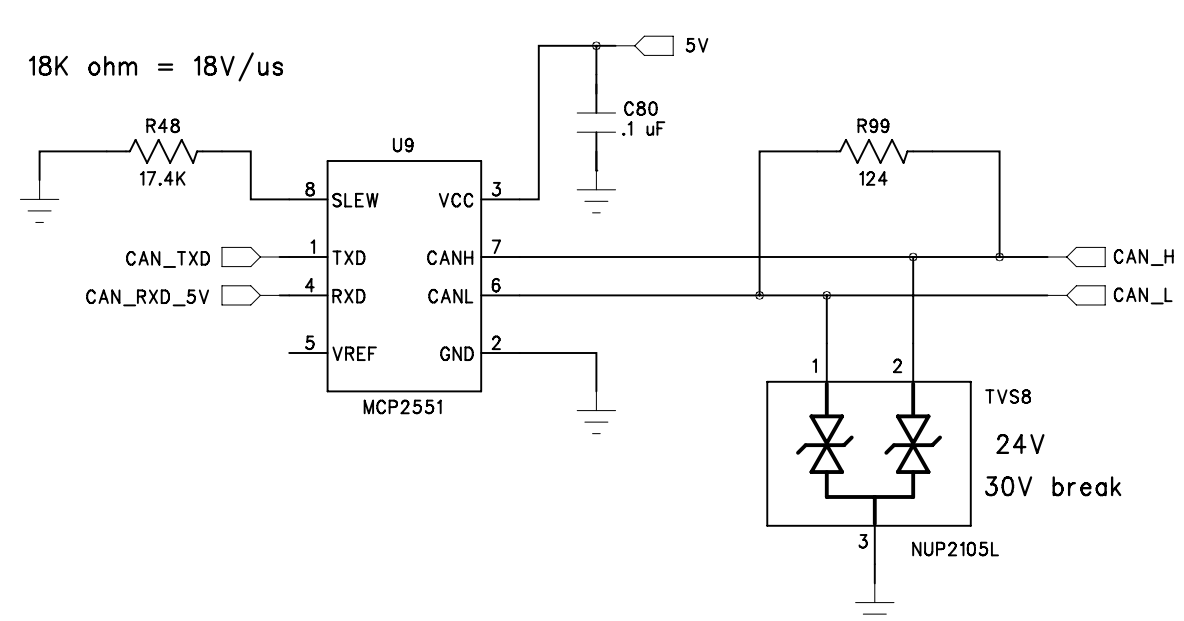 5V
18K ohm = 18V/us
C80
.1 uF
R48
17.4K
R99
124
U9
8 SLEW VCC 3
CAN_TXD 1 TXD CANH 7 CAN_H
CAN_RXD_5V 4 RXD CANL 6 CAN_L
5 VREF GND 2
MCP2551
1 2
TVS8
24V
30V break
3
NUP2105L